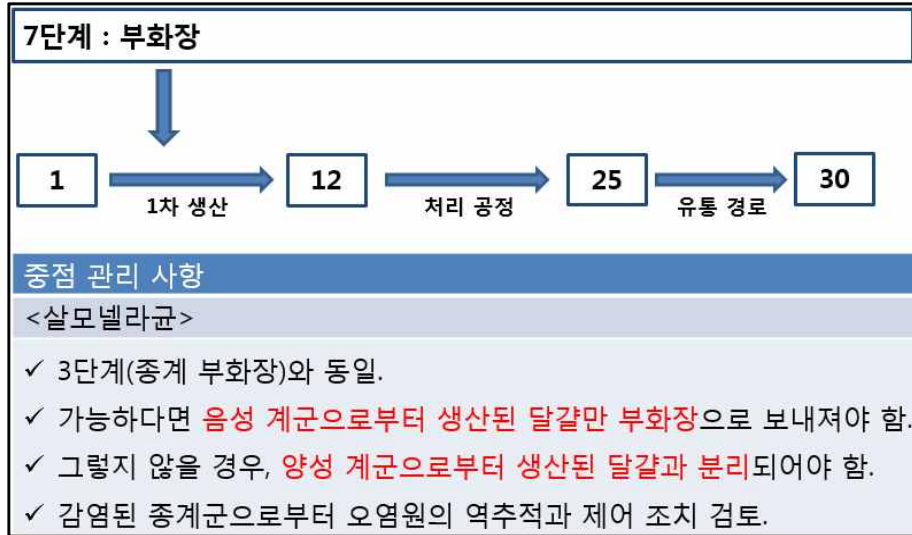 7단계 : 부화장
1 12 25 30
1차 생산 처리 공정 유통 경로
중점 관리 사항
<살모넬라균>
✓ 3단계(종계 부화장)와 동일.
✓ 가능하다면 음성 계군으로부터 생산된 달걀만 부화장으로 보내져야 함.
✓ 그렇지 않을 경우, 양성 계군으로부터 생산된 달걀과 분리되어야 함.
✓ 감염된 종계군으로부터 오염원의 역추적과 제어 조치 검토.